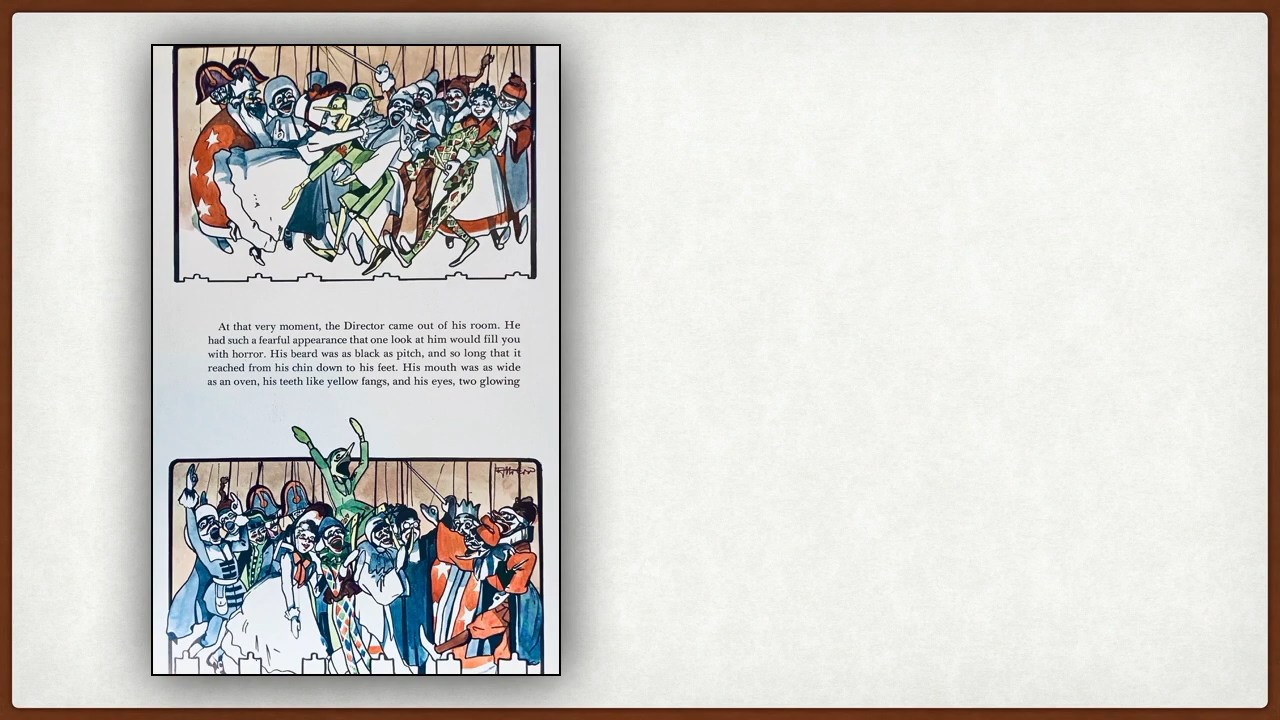 At that very moment, the Director came out of his room. He
had such a fearful appearance that one look at him would fill you
with horror. His beard was as black as pitch, and so long that it
reached from his chin down to his feet. His mouth was as wide
as an oven, his teeth like yellow fangs, and his eyes, two glowing